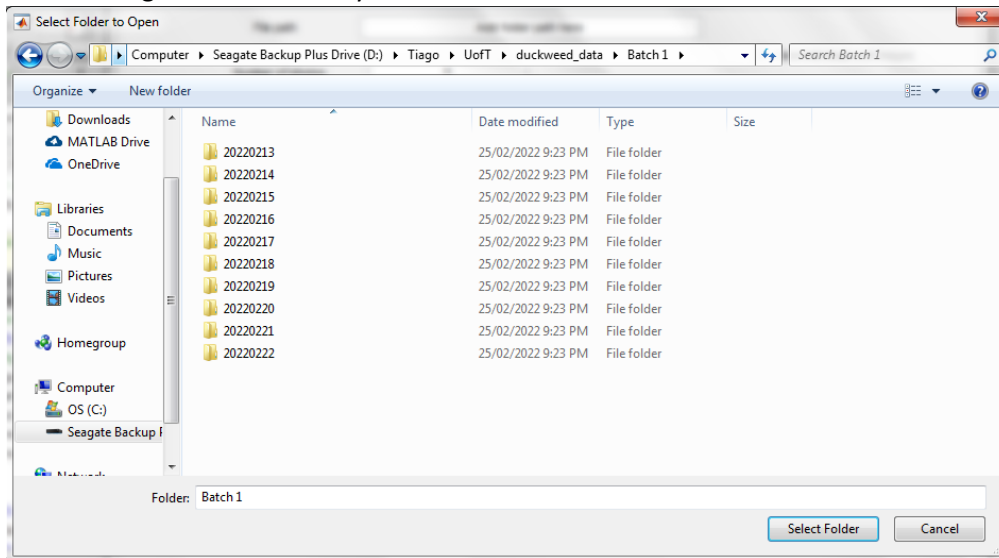 Select Folder to Open
Computer Seagate Backup Plus Drive (D:) Tiago UofT duckweed_data Batch 1
Search Batch 1
Organize New folder
Downloads
MATLAB Drive
OneDrive
Libraries
Documents
Music
Pictures
Videos
Homegroup
Computer
OS (C:)
Seagate Backup
Name Date modified Type Size
20220213 25/02/2022 9:23 PM File folder
20220214 25/02/2022 9:23 PM File folder
20220215 25/02/2022 9:23 PM File folder
20220216 25/02/2022 9:23 PM File folder
20220217 25/02/2022 9:23 PM File folder
20220218 25/02/2022 9:23 PM File folder
20220219 25/02/2022 9:23 PM File folder
20220220 25/02/2022 9:23 PM File folder
20220221 25/02/2022 9:23 PM File folder
20220222 25/02/2022 9:23 PM File folder
Folder: Batch 1
Select Folder Cancel